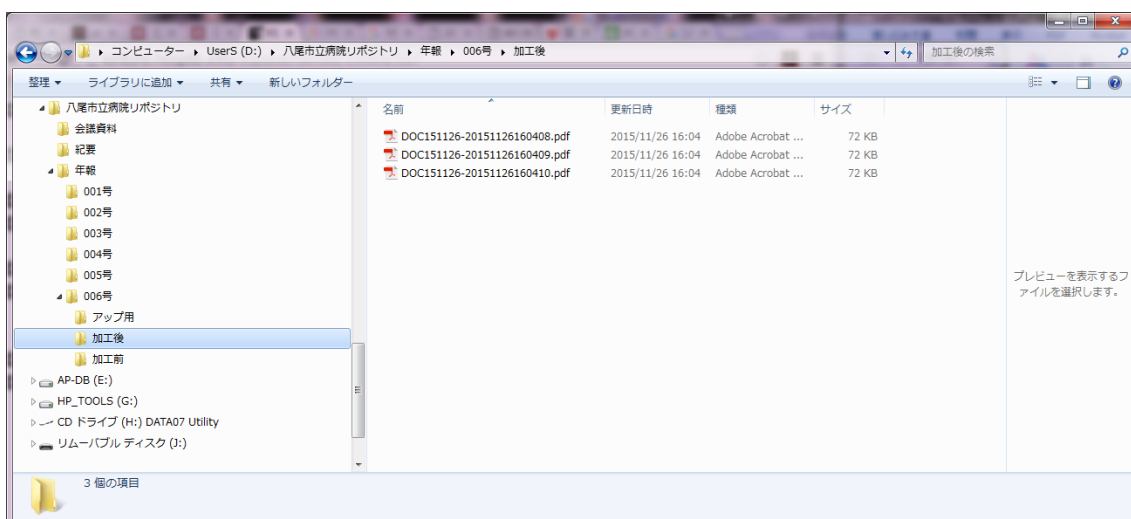 コンピューター ▸ UserS (D:) ▸ 八尾市立病院リポジトリ ▸ 年報 ▸ 006号 ▸ 加工後
加工後の検索
整理 ライブラリに追加 共有 新しいフォルダー
八尾市立病院リポジトリ
会議資料
紀要
年報
001号
002号
003号
004号
005号
006号
アップ用
加工後
加工前
AP-DB (E:)
HP_TOOLS (G:)
CD ドライブ (H:) DATA07 Utility
リムーバブル ディスク (J:)
名前 更新日時 種類 サイズ
DOC151126-20151126160408.pdf 2015/11/26 16:04 Adobe Acrobat ... 72 KB
DOC151126-20151126160409.pdf 2015/11/26 16:04 Adobe Acrobat ... 72 KB
DOC151126-20151126160410.pdf 2015/11/26 16:04 Adobe Acrobat ... 72 KB
プレビューを表示するフ
ァイルを選択します。
3 個の項目